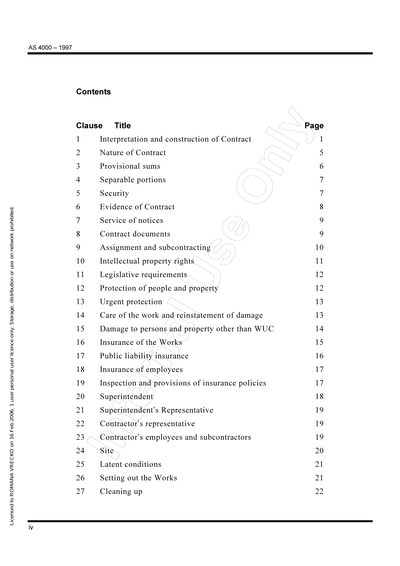 AS 4000 – 1997
Contents
Clause Title Page
1 Interpretation and construction of Contract 1
2 Nature of Contract 5
3 Provisional sums 6
4 Separable portions 7
5 Security 7
6 Evidence of Contract 8
7 Service of notices 9
8 Contract documents 9
9 Assignment and subcontracting 10
10 Intellectual property rights 11
11 Legislative requirements 12
12 Protection of people and property 12
13 Urgent protection 13
14 Care of the work and reinstatement of damage 13
15 Damage to persons and property other than WUC 14
16 Insurance of the Works 15
17 Public liability insurance 16
18 Insurance of employees 17
19 Inspection and provisions of insurance policies 17
20 Superintendent 18
21 Superintendent's Representative 19
22 Contractor's representative 19
23 Contractor's employees and subcontractors 19
24 Site 20
25 Latent conditions 21
26 Setting out the Works 21
27 Cleaning up 22
iv
Licensed to ROMANA VRECKO on 16 Feb 2006. 1 user personal user licence only. Storage, distribution or use on network prohibited.
Use Only